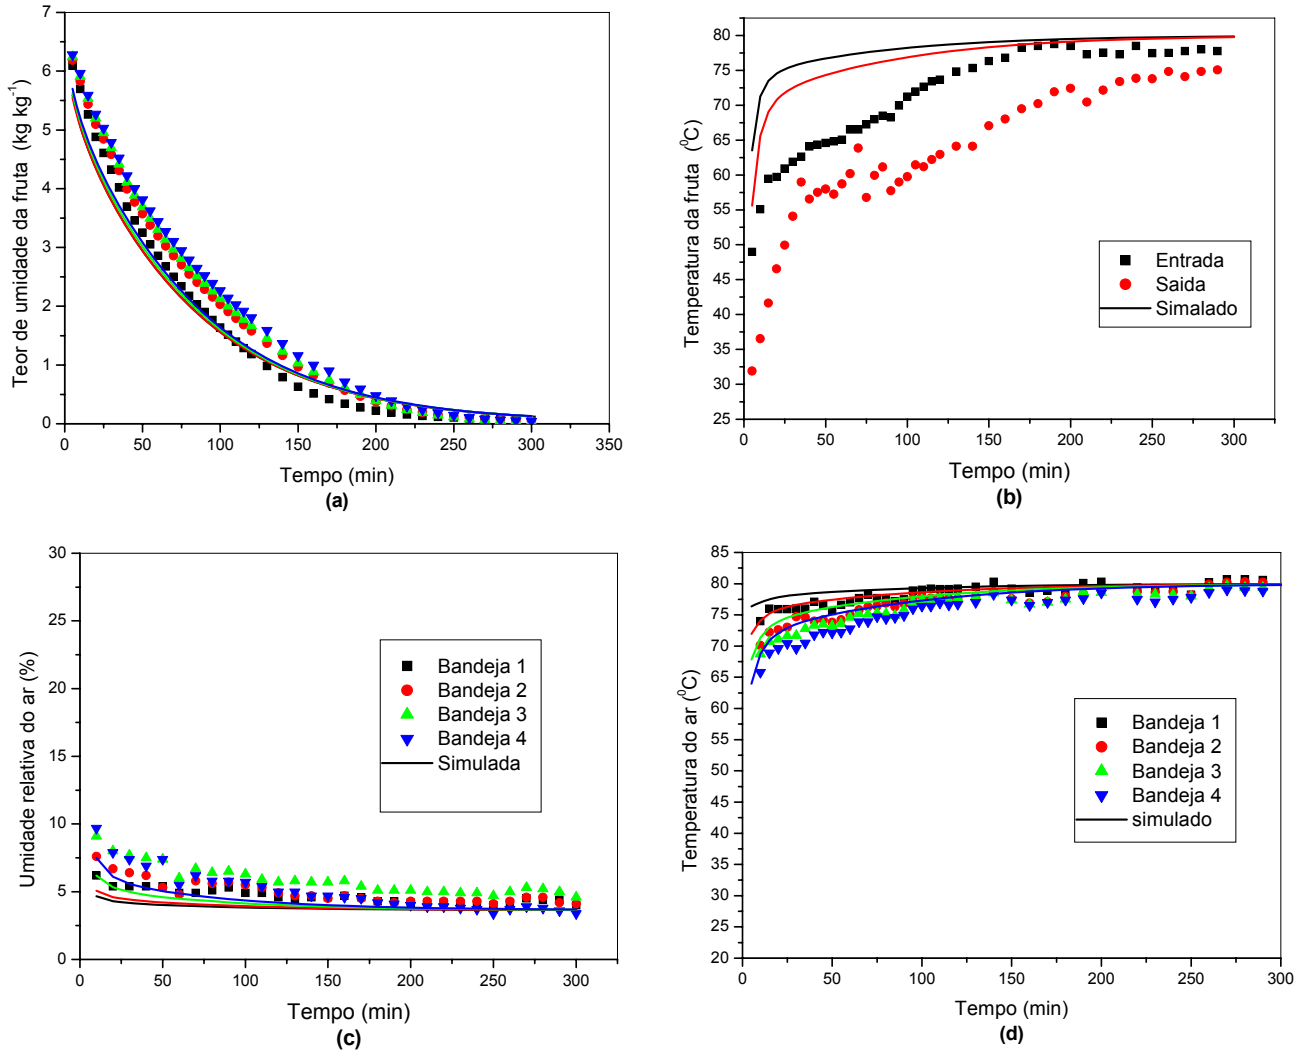 7
6
5
4
3
2
1
0
0
50
100
150
200
250
300
350
Teor de umidade da fruta (kg kg⁻¹)
Tempo (min)
(a)
80
75
70
65
60
55
50
45
40
35
30
25
0
50
100
150
200
250
300
Temperatura da fruta (⁰C)
Entrada
Saida
Simalado
Tempo (min)
(b)
30
25
20
15
10
5
0
0
50
100
150
200
250
300
Umidade relativa do ar (%)
Bandeja 1
Bandeja 2
Bandeja 3
Bandeja 4
Simulada
Tempo (min)
(c)
85
80
75
70
65
60
55
50
45
40
35
30
25
20
0
50
100
150
200
250
300
Temperatura do ar (⁰C)
Bandeja 1
Bandeja 2
Bandeja 3
Bandeja 4
simulado
Tempo (min)
(d)